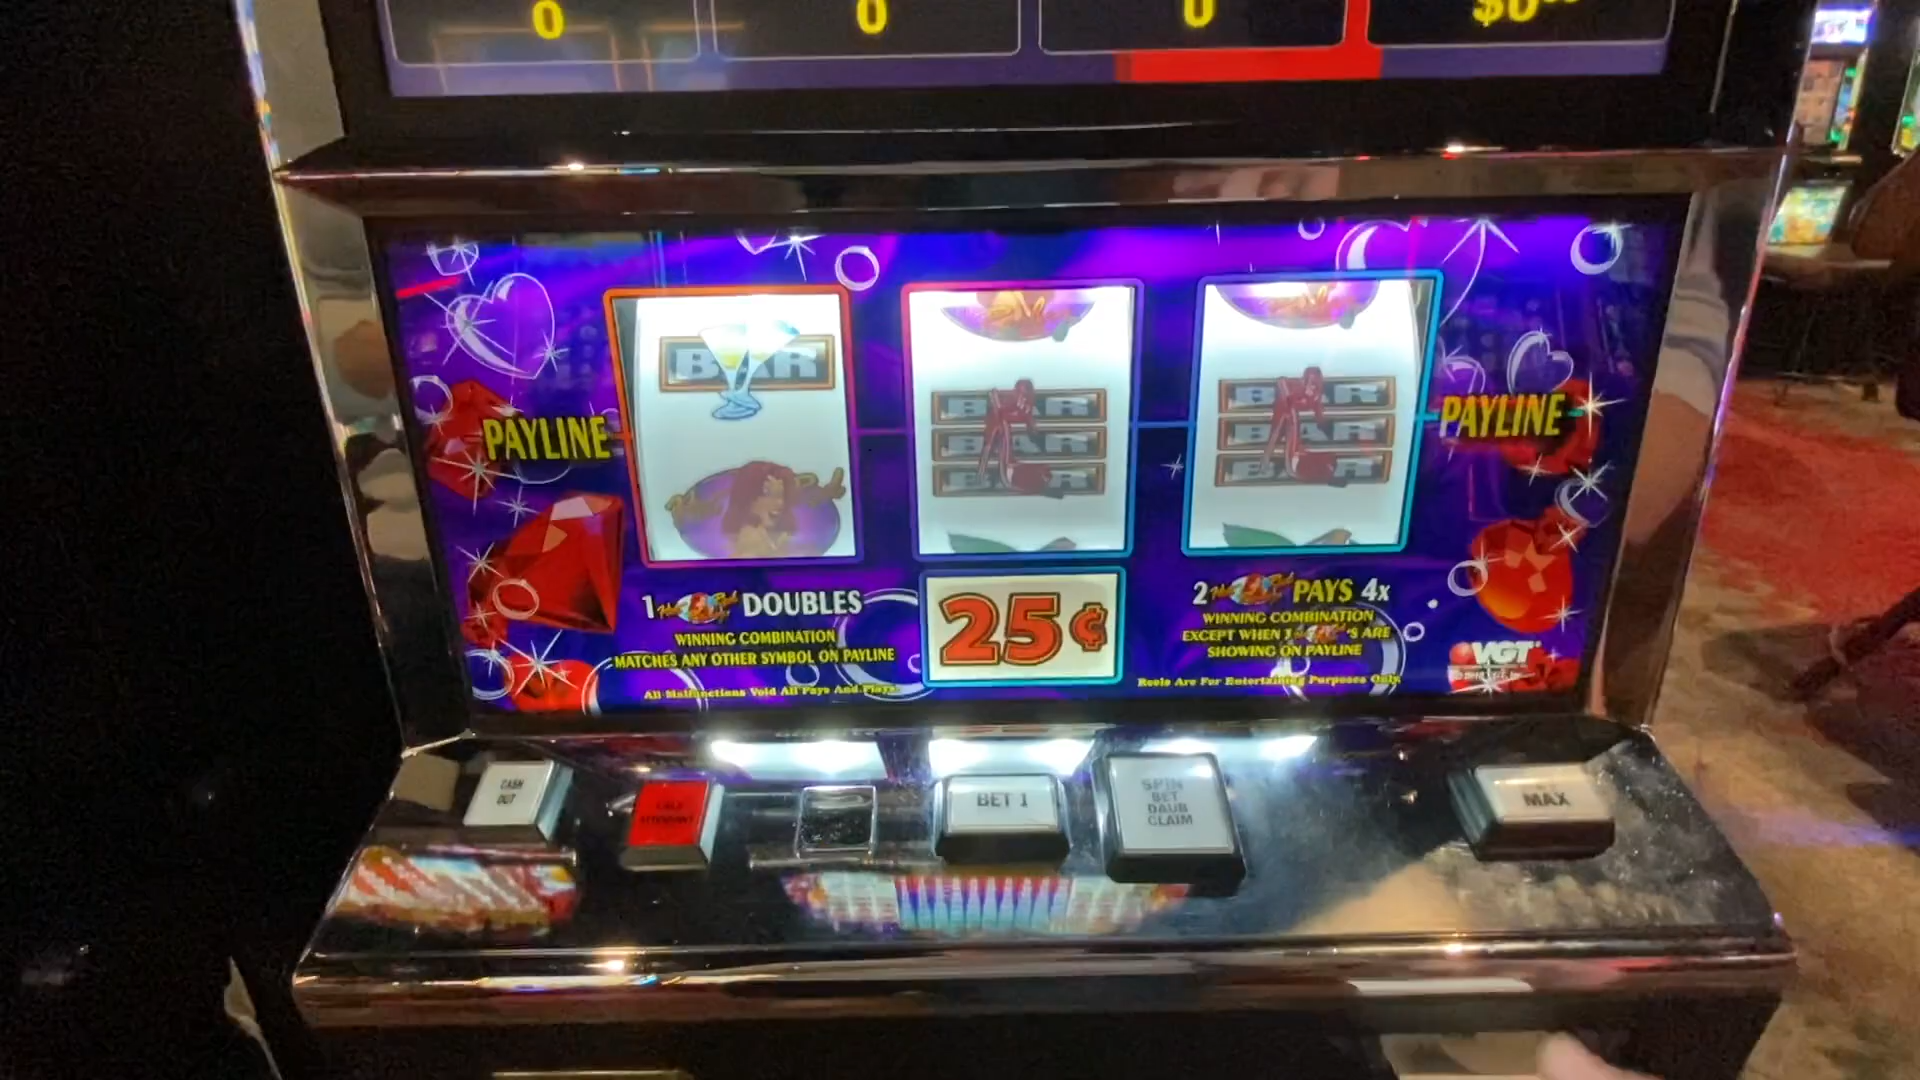 0
0
0
BAR
BAR
BAR
BAR
BAR
BAR
BAR
PAYLINE
PAYLINE
1 DOUBLES
WINNING COMBINATION
MATCHES ANY OTHER SYMBOL ON PAYLINE
All Malfunctions Void All Pays And Plays
25¢
2 PAYS 4x
WINNING COMBINATION
EXCEPT WHEN 3 'S ARE
SHOWING ON PAYLINE
Reels Are For Entertaining Purposes Only.
VGT
CASH
OUT
CALL
ATTENDANT
BET 1
SPIN
BET
DAUB
CLAIM
MAX